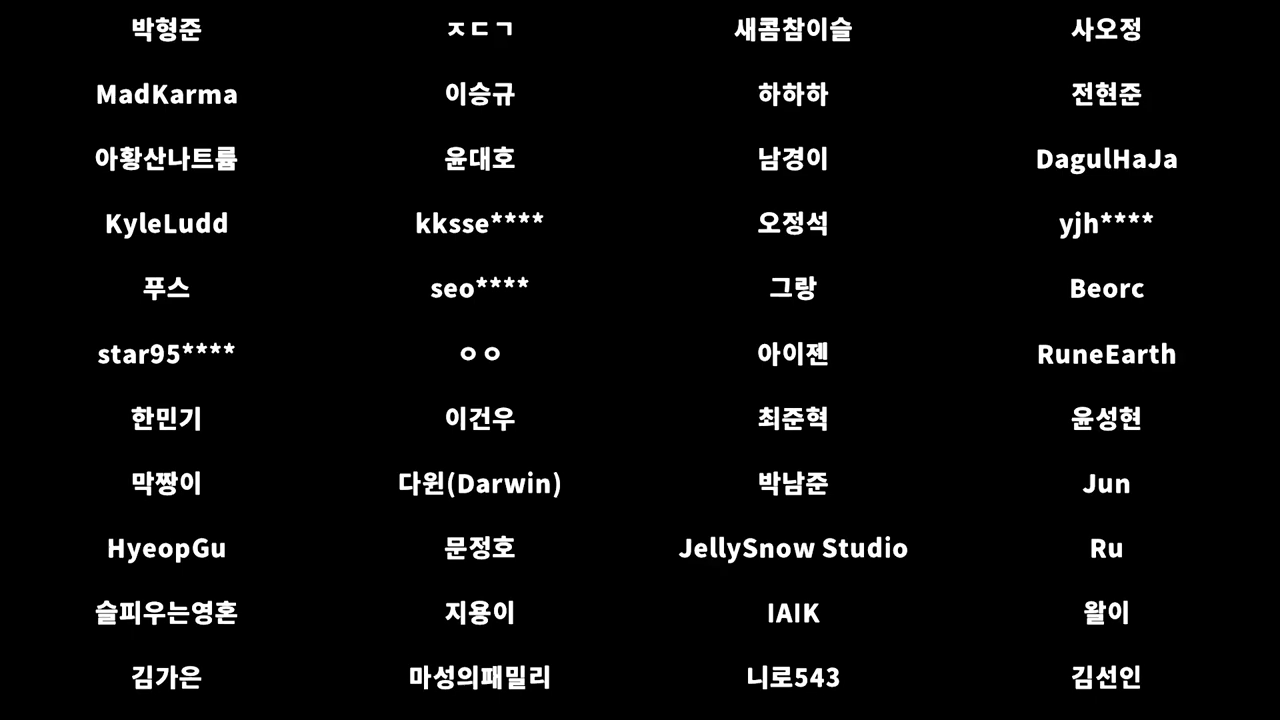 박형준 ㅈㄷㄱ 새콤참이슬 사오정
MadKarma 이승규 하하하 전현준
아황산나트륨 윤대호 남경이 DagulHaJa
KyleLudd kksse**** 오정석 yjh****
푸스 seo**** 그랑 Beorc
star95**** ㅇㅇ 아이젠 RuneEarth
한민기 이건우 최준혁 윤성현
막짱이 다윈(Darwin) 박남준 Jun
HyeopGu 문정호 JellySnow Studio Ru
슬피우는영혼 지용이 IAIK 왈이
김가은 마성의패밀리 니로543 김선인